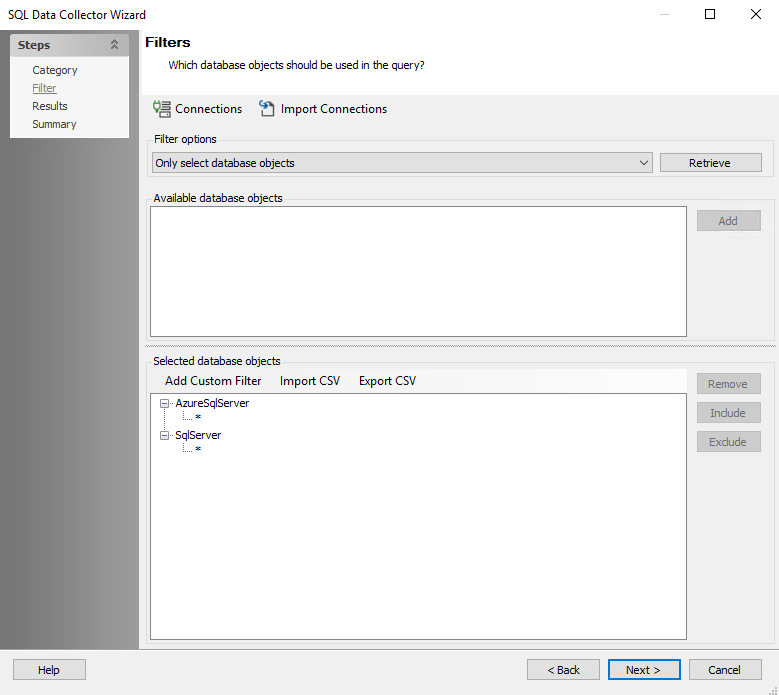 SQL Data Collector Wizard
Steps
Category
Filter
Results
Summary
Filters
Which database objects should be used in the query?
Connections Import Connections
Filter options
Only select database objects Retrieve
Available database objects
Add
Selected database objects
Add Custom Filter Import CSV Export CSV
Remove
Include
Exclude
AzureSqlServer
*
SqlServer
*
Help < Back Next > Cancel